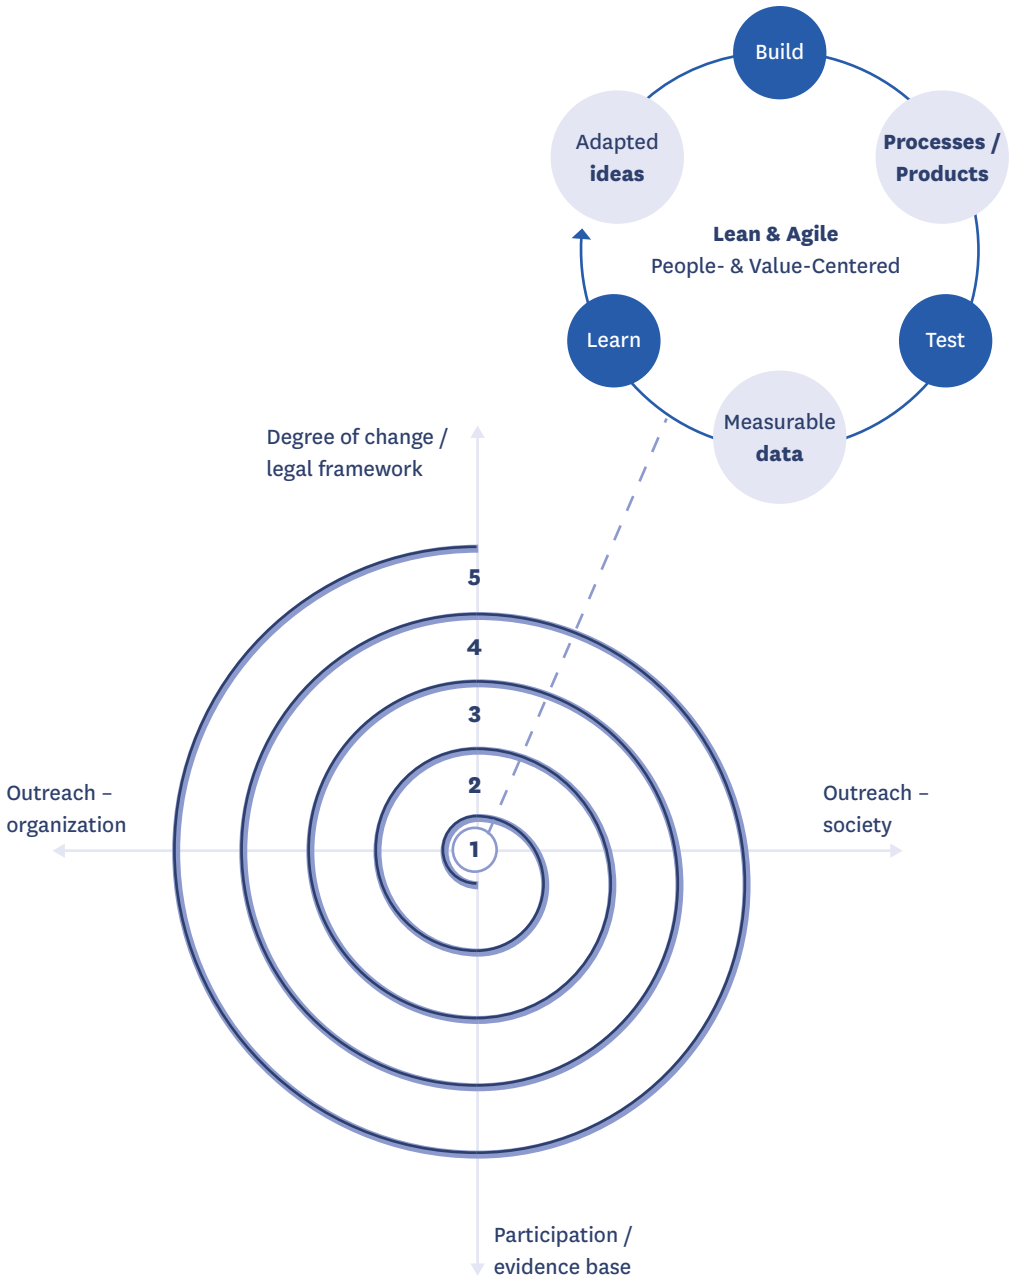 Build
Adapted
ideas
Processes /
Products
Lean & Agile
People- & Value-Centered
Learn
Test
Measurable
data
Degree of change /
legal framework
5
4
3
2
1
Outreach –
organization
Outreach –
society
Participation /
evidence base